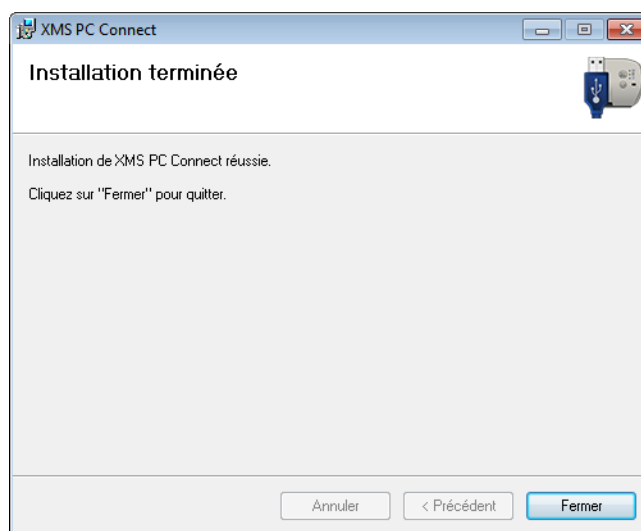 XMS PC Connect
Installation terminée
Installation de XMS PC Connect réussie.
Cliquez sur "Fermer" pour quitter.
Annuler
< Précédent
Fermer